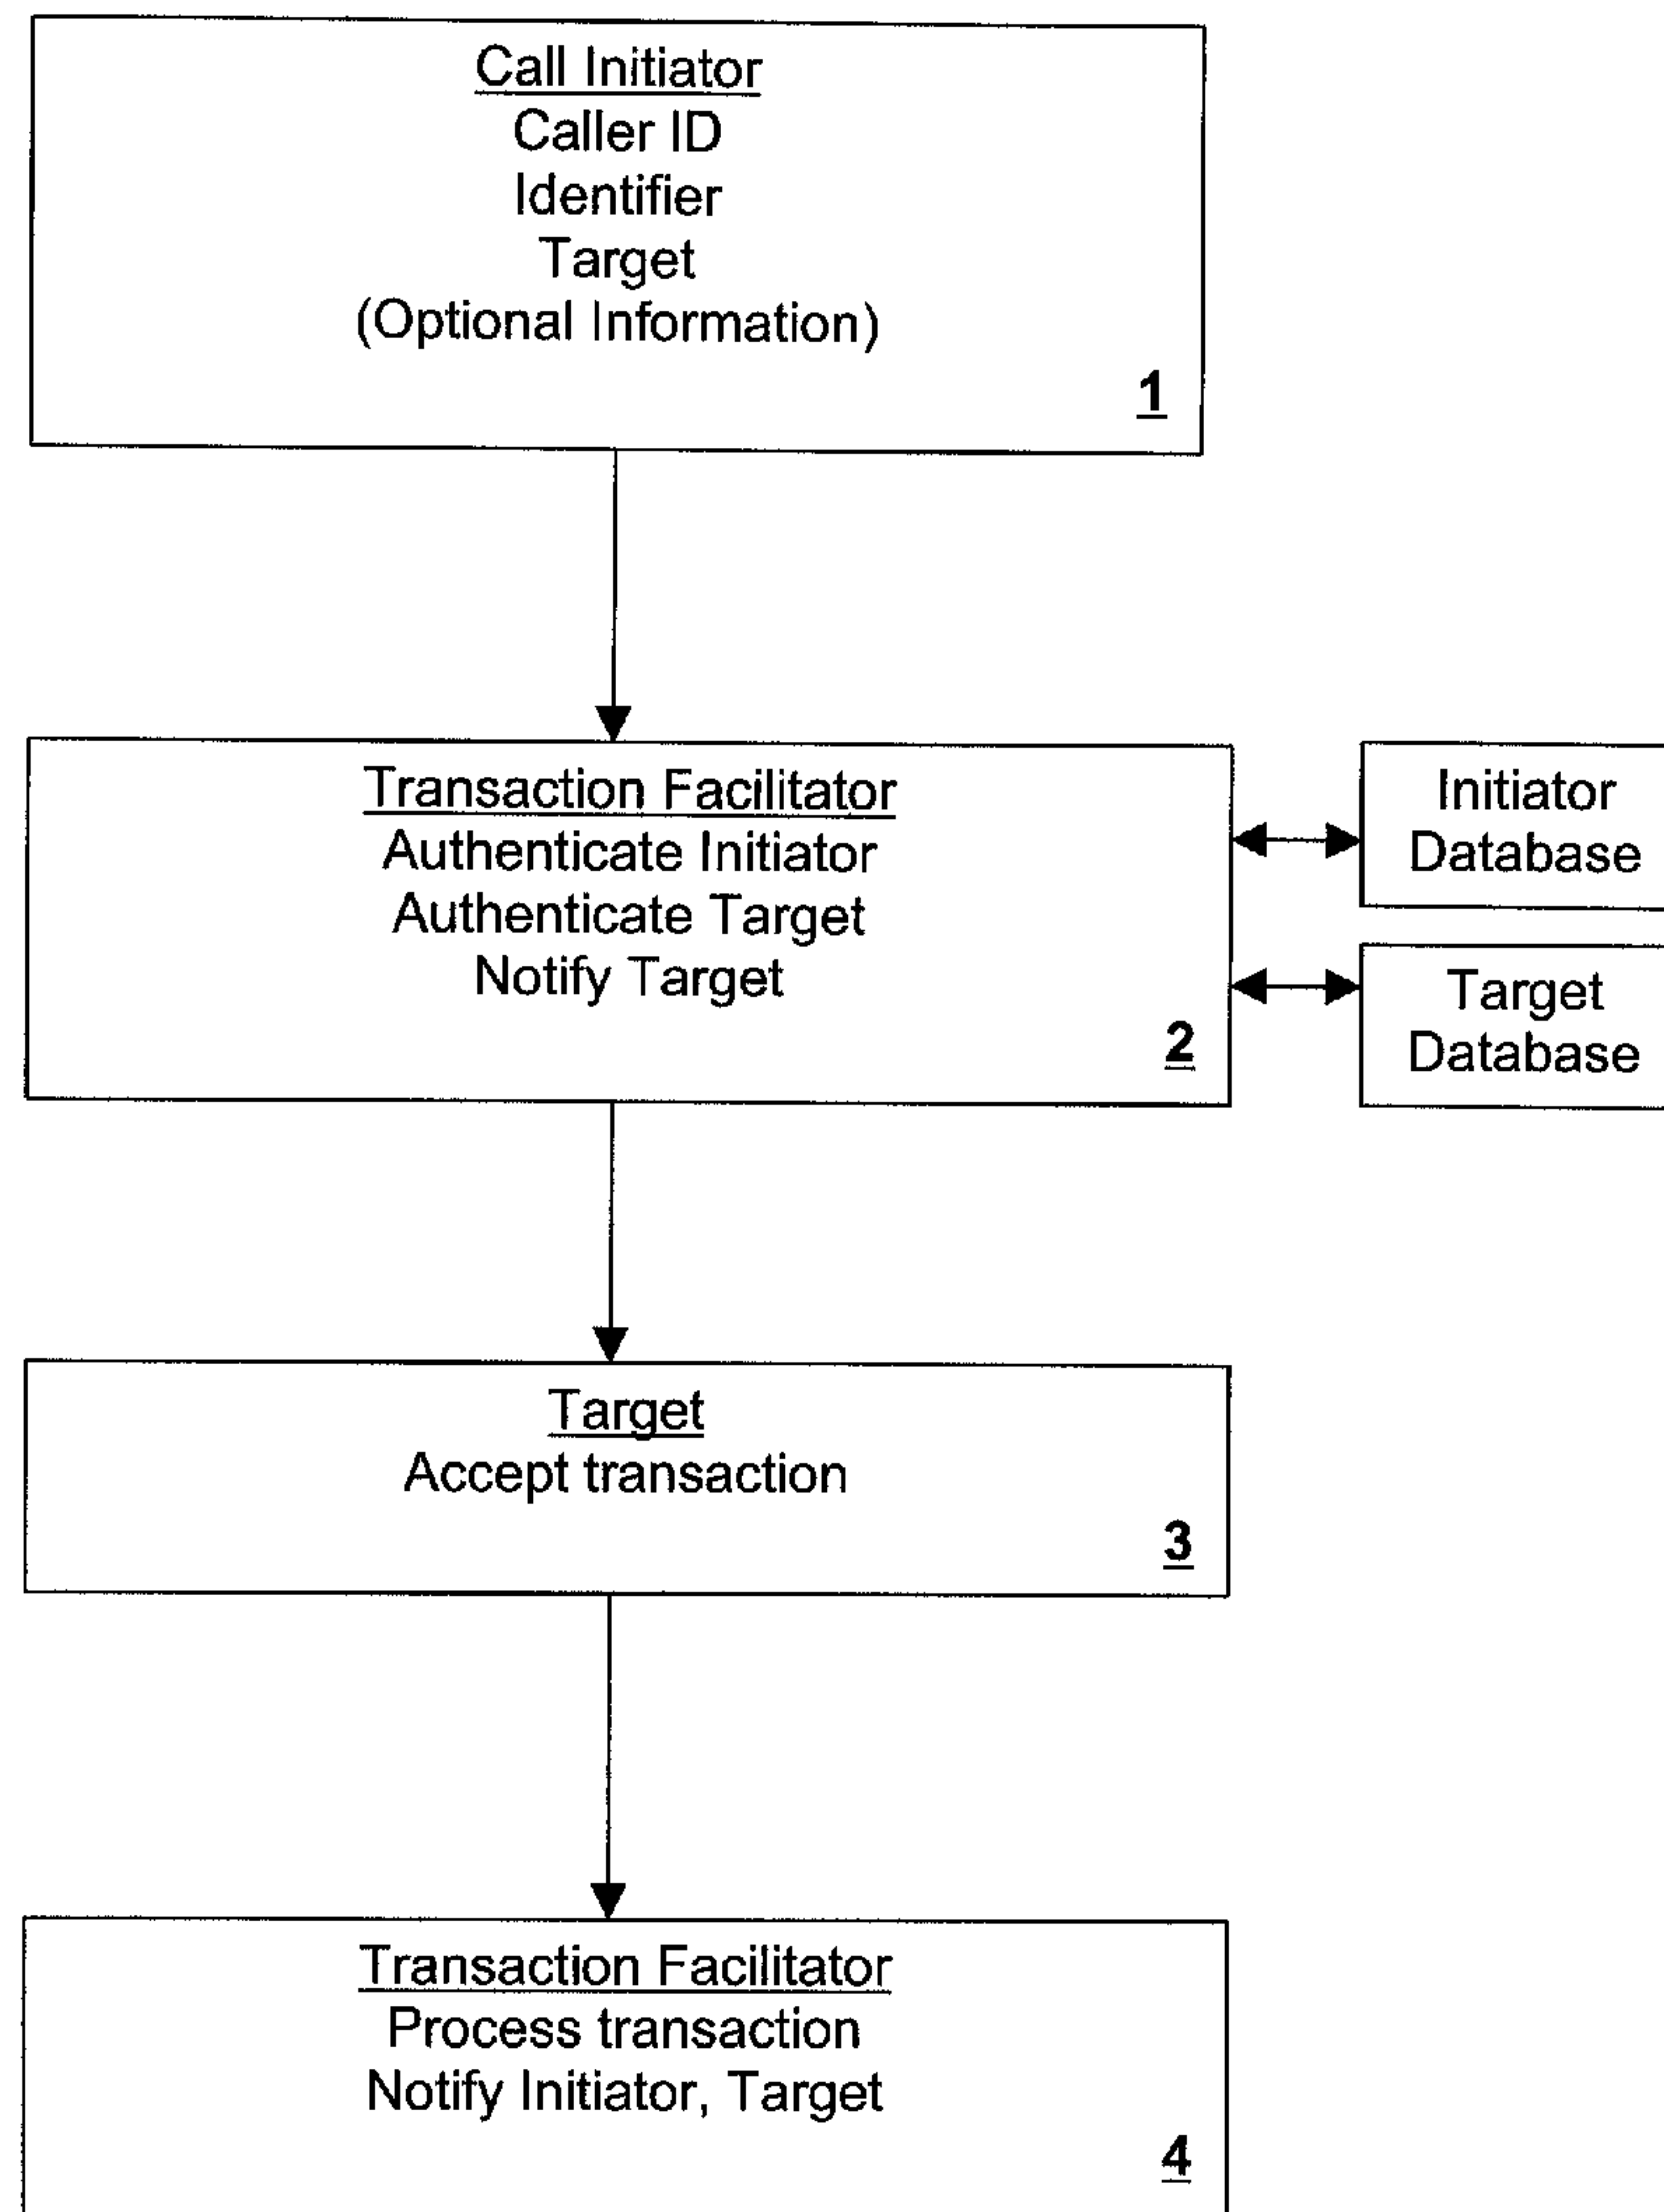 Call Initiator
Caller ID
Identifier
Target
(Optional Information)
1
Transaction Facilitator
Authenticate Initiator
Authenticate Target
Notify Target
2
Initiator
Database
Target
Database
Target
Accept transaction
3
Transaction Facilitator
Process transaction
Notify Initiator, Target
4